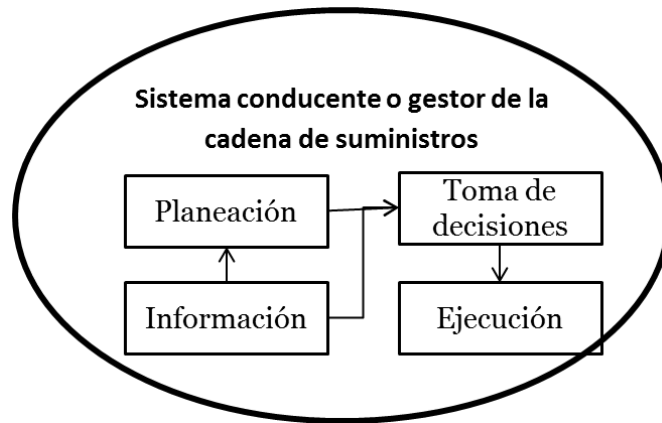 Sistema conducente o gestor de la
cadena de suministros
Planeación
Toma de
decisiones
Información
Ejecución